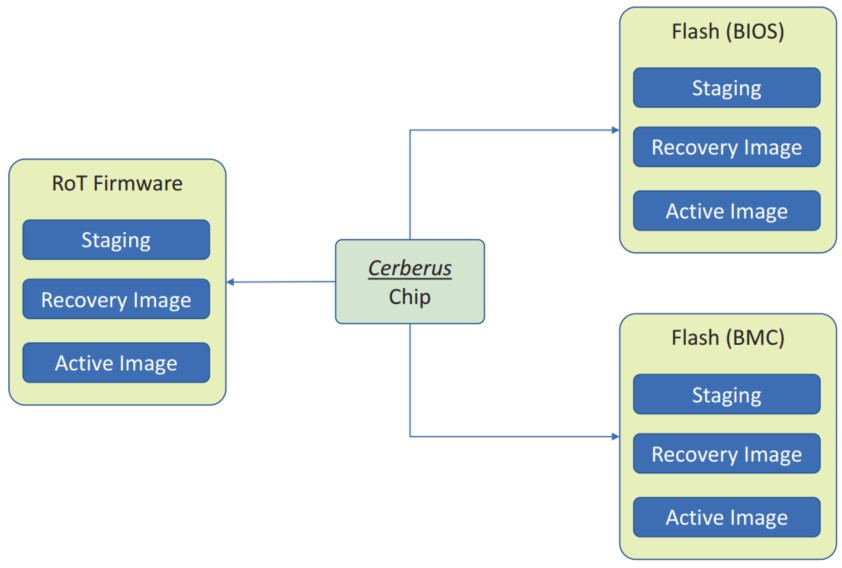 RoT Firmware
Staging
Recovery Image
Active Image
Cerberus
Chip
Flash (BIOS)
Staging
Recovery Image
Active Image
Flash (BMC)
Staging
Recovery Image
Active Image